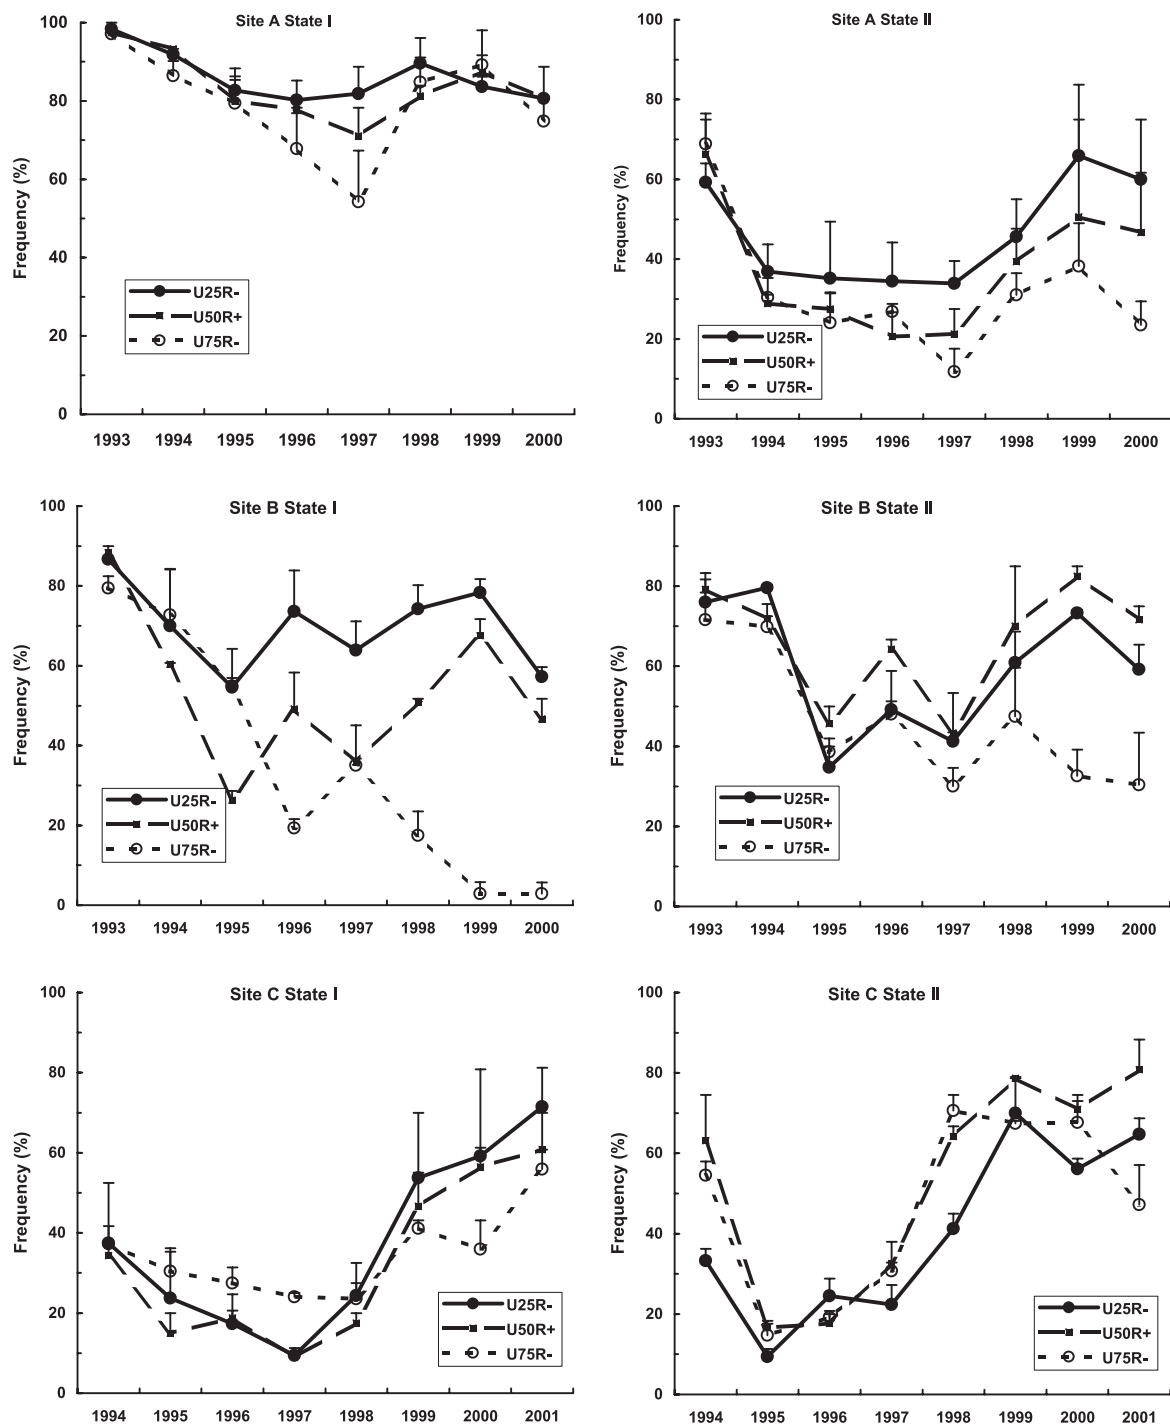 Site A State I
Frequency (%)
100
80
60
40
20
0
U25R-
U50R+
U75R-
1993 1994 1995 1996 1997 1998 1999 2000
Site A State II
Frequency (%)
100
80
60
40
20
0
U25R-
U50R+
U75R-
1993 1994 1995 1996 1997 1998 1999 2000
Site B State I
Frequency (%)
100
80
60
40
20
0
U25R-
U50R+
U75R-
1993 1994 1995 1996 1997 1998 1999 2000
Site B State II
Frequency (%)
100
80
60
40
20
0
U25R-
U50R+
U75R-
1993 1994 1995 1996 1997 1998 1999 2000
Site C State I
Frequency (%)
100
80
60
40
20
0
U25R-
U50R+
U75R-
1994 1995 1996 1997 1998 1999 2000 2001
Site C State II
Frequency (%)
100
80
60
40
20
0
U25R-
U50R+
U75R-
1994 1995 1996 1997 1998 1999 2000 2001